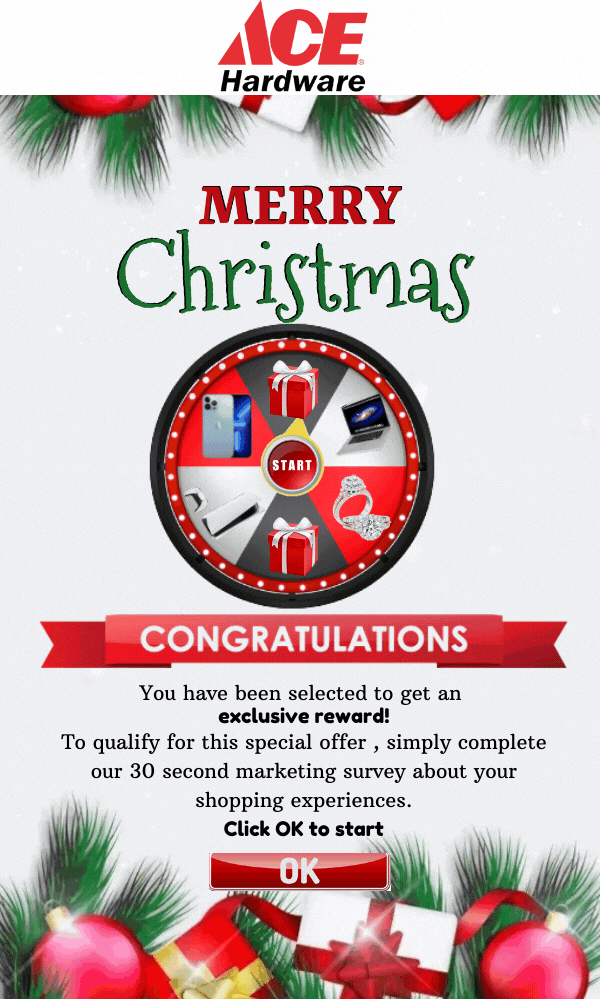 ACE
Hardware
MERRY
Christmas
START
CONGRATULATIONS
You have been selected to get an
exclusive reward!
To qualify for this special offer , simply complete
our 30 second marketing survey about your
shopping experiences.
Click OK to start
OK